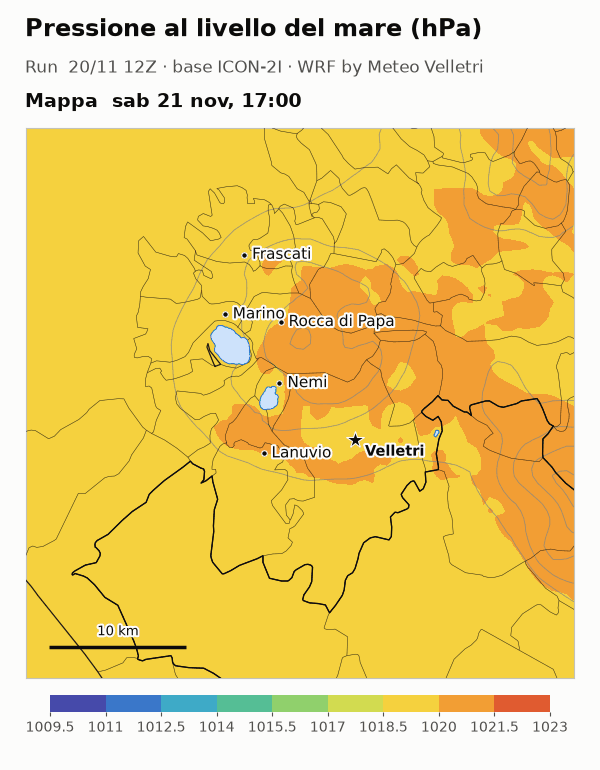 Pressione al livello del mare (hPa)
Run  20/11 12Z · base ICON-2I · WRF by Meteo Velletri
Mappa  sab 21 nov, 17:00
Frascati
Marino
Rocca di Papa
Nemi
Velletri
Lanuvio
10 km
1009.5 1011 1012.5 1014 1015.5 1017 1018.5 1020 1021.5 1023